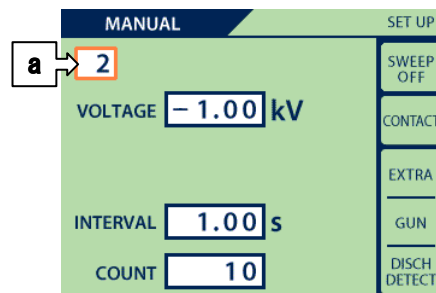 MANUAL
SET UP
a
2
SWEEP
OFF
VOLTAGE - 1.00 kV
CONTACT
EXTRA
INTERVAL 1.00 s
GUN
COUNT 10
DISCH
DETECT